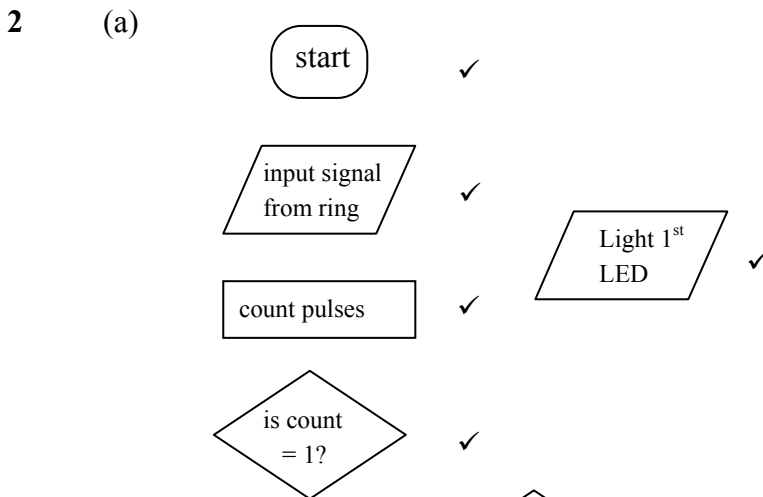 2 (a)
start ✓
input signal
from ring ✓
Light 1st
LED ✓
count pulses ✓
is count
= 1? ✓